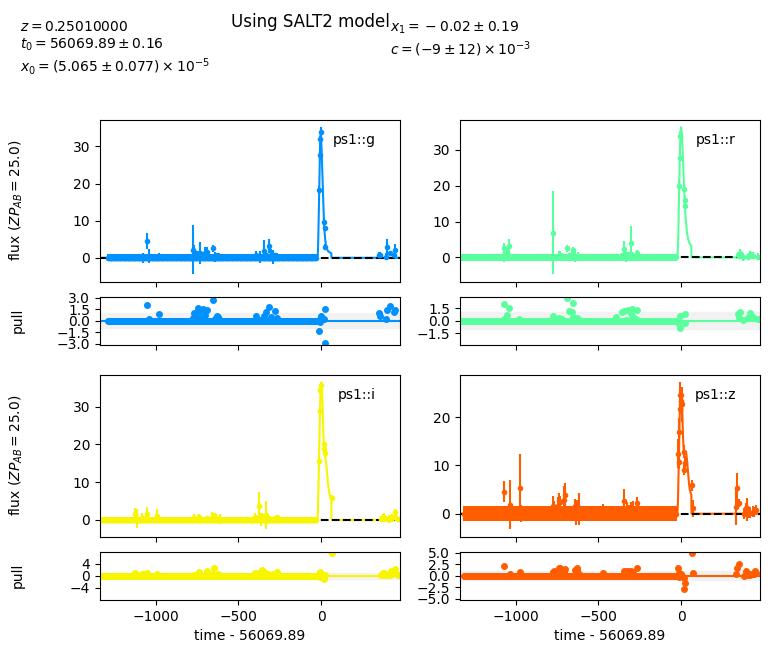 Using SALT2 model
z = 0.25010000
t₀ = 56069.89 ± 0.16
x₀ = (5.065 ± 0.077) × 10⁻⁵
x₁ = − 0.02 ± 0.19
c = (−9 ± 12) × 10⁻³
flux (ZP_AB = 25.0)
30
20
10
0
ps1::g
30
20
10
0
ps1::r
pull
3.0
1.5
0.0
−1.5
−3.0
1.5
0.0
−1.5
flux (ZP_AB = 25.0)
30
20
10
0
ps1::i
20
10
0
ps1::z
pull
4
0
−4
5.0
2.5
0.0
−2.5
−5.0
−1000
−500
0
time - 56069.89
−1000
−500
0
time - 56069.89